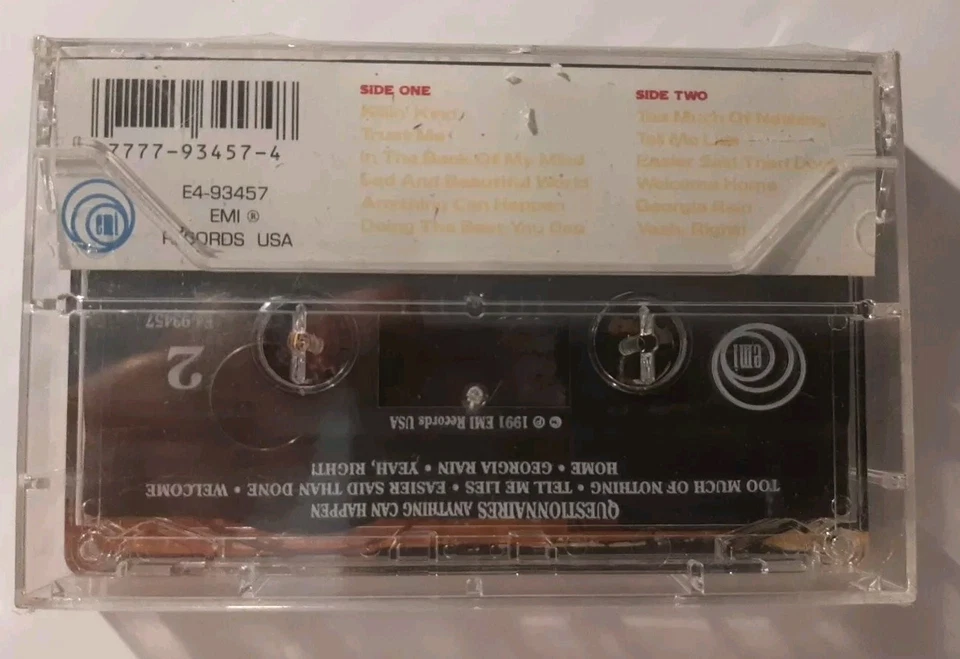 7777-93457-4
E4-93457
EMI ®
RECORDS USA
emi
SIDE ONE
Killin' Kind
Trust Me
In The Back Of My Mind
Sad And Beautiful World
Anything Can Happen
Doing The Best You Can
SIDE TWO
Too Much Of Nothing
Tell Me Lies
Easier Said Than Done
Welcome Home
Georgia Rain
Yeah, Right!
E4-93457
2
emi
℗ © 1991 EMI Records USA
QUESTIONNAIRES ANYTHING CAN HAPPEN
TOO MUCH OF NOTHING • TELL ME LIES • EASIER SAID THAN DONE • WELCOME
HOME • GEORGIA RAIN • YEAH, RIGHT!